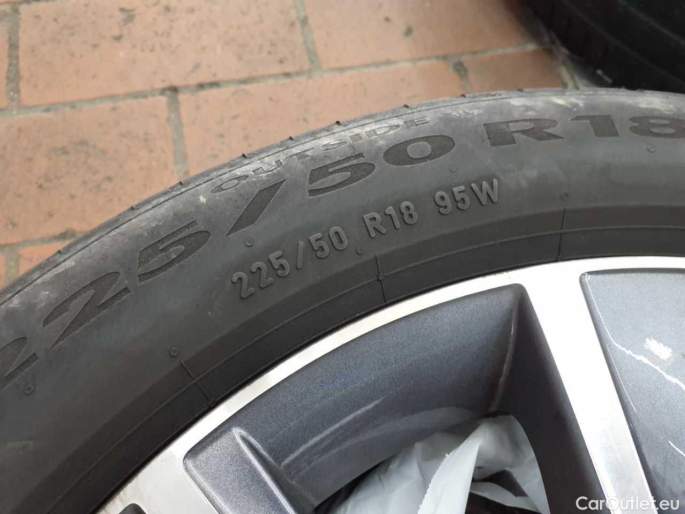 OUTSIDE
225/50 R18
225/50 R18 95W
CarOutlet.eu